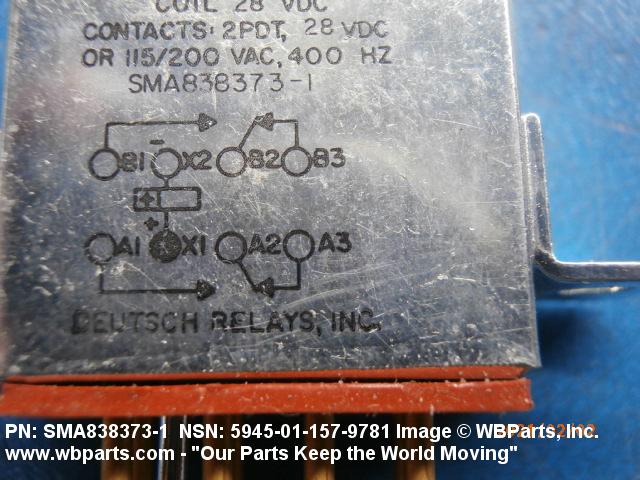 COIL 28 VDC
CONTACTS: 2PDT, 28 VDC
OR 115/200 VAC, 400 HZ
SMA838373-1
B1 - X2 B2 B3
+
+
A1 X1 A2 A3
DEUTSCH RELAYS, INC.
PN: SMA838373-1 NSN: 5945-01-157-9781 Image © WBParts, Inc.
www.wbparts.com - "Our Parts Keep the World Moving"